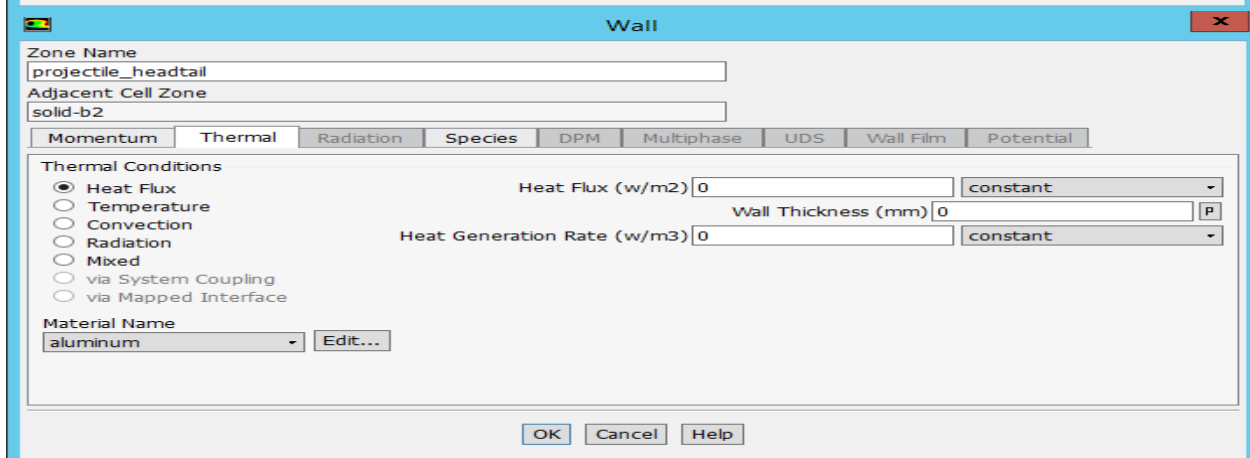 Wall
Zone Name
projectile_headtail
Adjacent Cell Zone
solid-b2
Momentum Thermal Radiation Species DPM Multiphase UDS Wall Film Potential
Thermal Conditions
Heat Flux Heat Flux (w/m2) 0 constant
Temperature Wall Thickness (mm) 0 P
Convection Heat Generation Rate (w/m3) 0 constant
Radiation
Mixed
via System Coupling
via Mapped Interface
Material Name
aluminum Edit...
OK Cancel Help